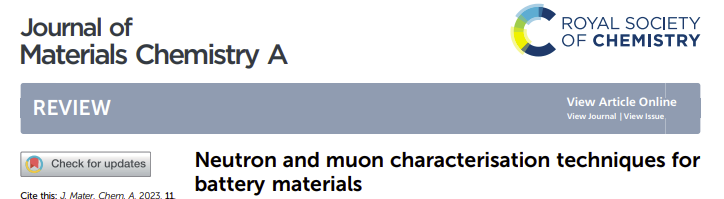 Journal of
Materials Chemistry A
ROYAL SOCIETY
OF CHEMISTRY
REVIEW
View Article Online
View Journal | View Issue
Check for updates
Neutron and muon characterisation techniques for
battery materials
Cite this: J. Mater. Chem. A, 2023, 11,